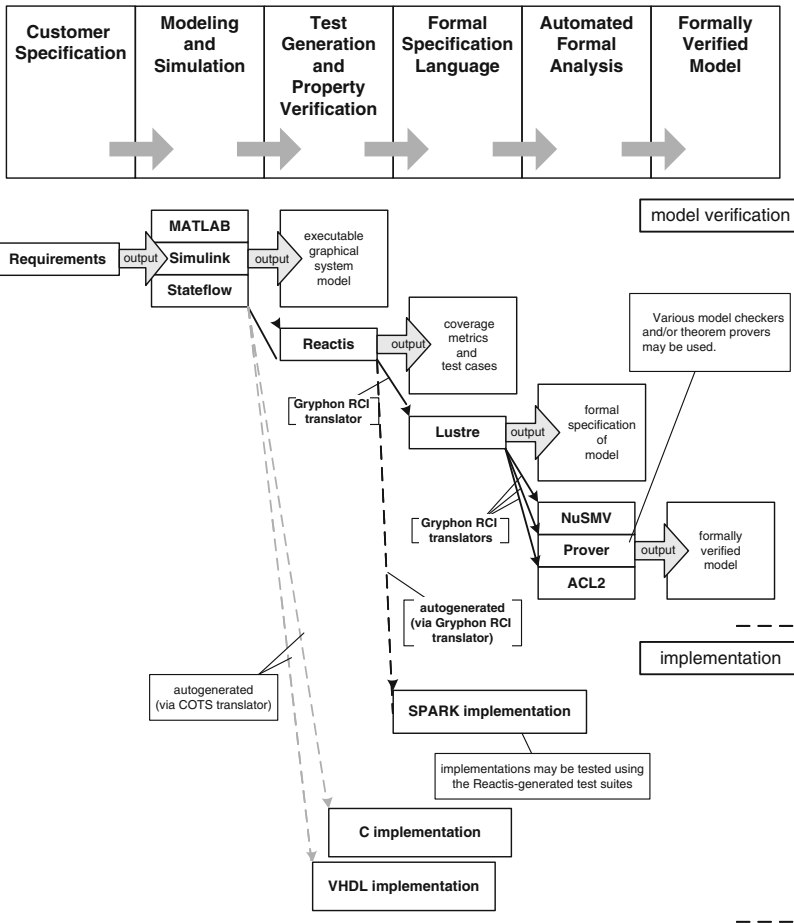 Customer
Specification
Modeling
and
Simulation
Test
Generation
and
Property
Verification
Formal
Specification
Language
Automated
Formal
Analysis
Formally
Verified
Model
model verification
Requirements
output
MATLAB
Simulink
Stateflow
output
executable
graphical
system
model
Reactis
output
coverage
metrics
and
test cases
Various model checkers
and/or theorem provers
may be used.
Gryphon RCI
translator
Lustre
output
formal
specification
of
model
Gryphon RCI
translators
NuSMV
Prover
ACL2
output
formally
verified
model
autogenerated
(via Gryphon RCI
translator)
implementation
autogenerated
(via COTS translator)
SPARK implementation
implementations may be tested using
the Reactis-generated test suites
C implementation
VHDL implementation